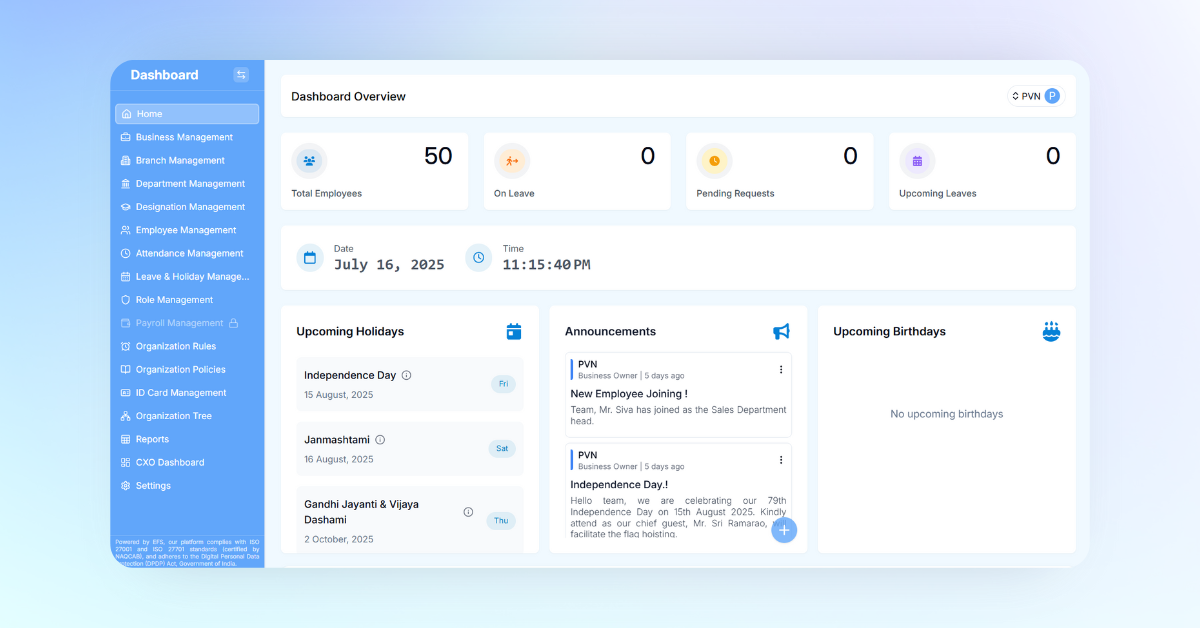 Dashboard
Home
Business Management
Branch Management
Department Management
Designation Management
Employee Management
Attendance Management
Leave & Holiday Manage...
Role Management
Payroll Management
Organization Rules
Organization Policies
ID Card Management
Organization Tree
Reports
CXO Dashboard
Settings
Powered by EFS, our platform complies with ISO
27001 and ISO 27701 standards (certified by
NAQCAB), and adheres to the Digital Personal Data
Protection (DPDP) Act, Government of India.
Dashboard Overview
PVN P
50
Total Employees
0
On Leave
0
Pending Requests
0
Upcoming Leaves
Date
July 16, 2025
Time
11:15:40 PM
Upcoming Holidays
Independence Day
15 August, 2025
Fri
Janmashtami
16 August, 2025
Sat
Gandhi Jayanti & Vijaya
Dashami
2 October, 2025
Thu
Announcements
PVN
Business Owner | 5 days ago
New Employee Joining !
Team, Mr. Siva has joined as the Sales Department
head.
PVN
Business Owner | 5 days ago
Independence Day.!
Hello team, we are celebrating our 79th
Independence Day on 15th August 2025. Kindly
attend as our chief guest, Mr. Sri Ramarao,
facilitate the flag hoisting.
Upcoming Birthdays
No upcoming birthdays